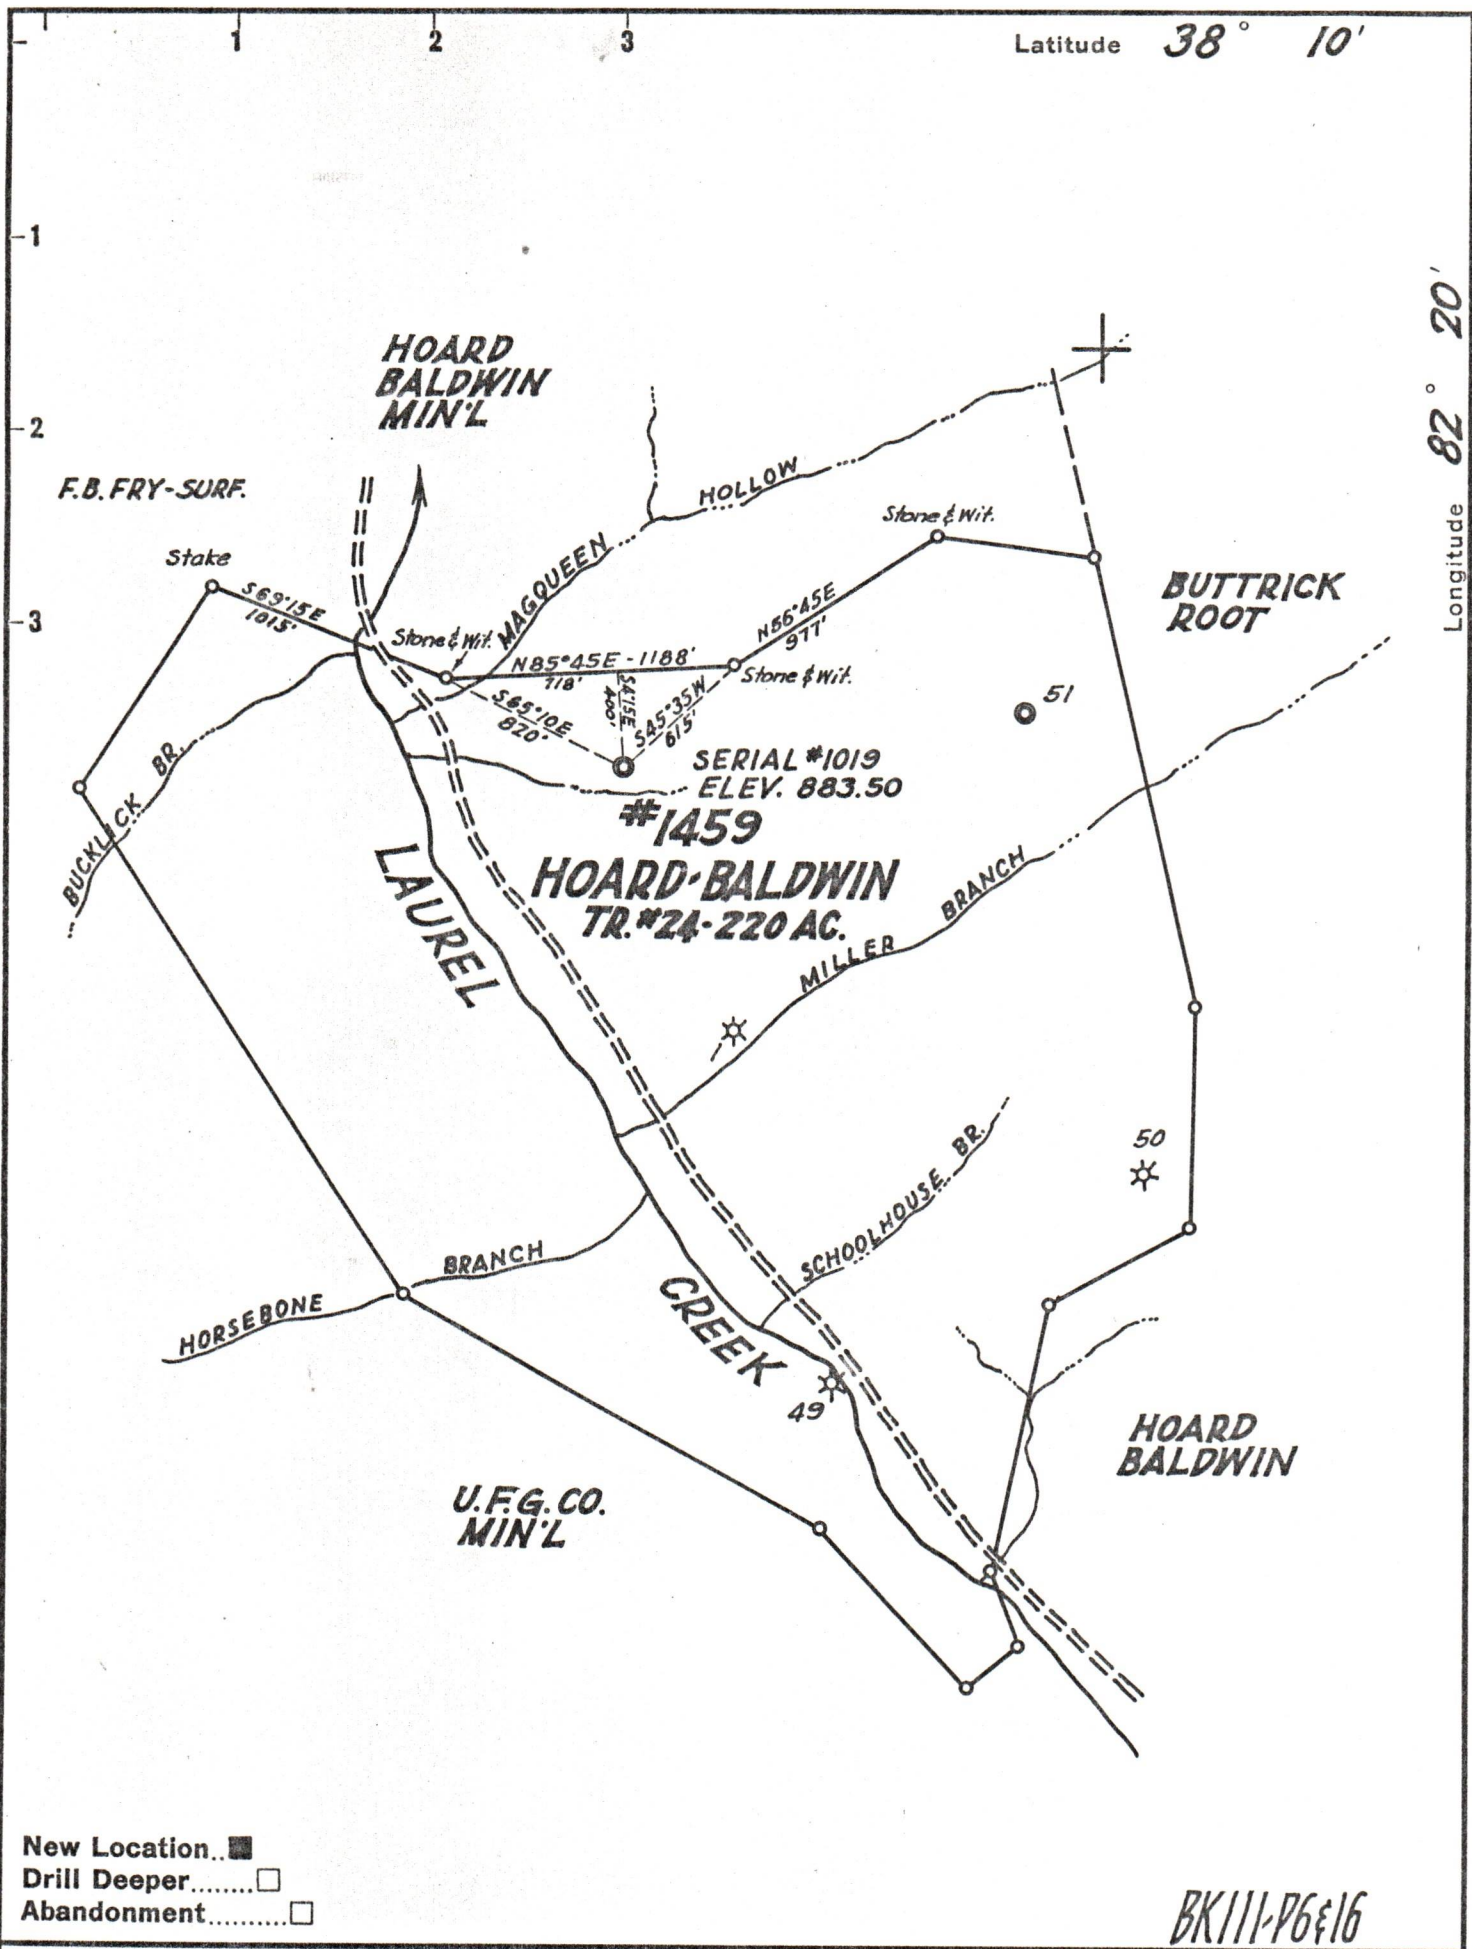 1 2 3 Latitude 38° 10'
1
2
3
Longitude 82° 20'
HOARD
BALDWIN
MIN'L
F.B. FRY-SURF.
Stake
S69°15E
1015'
MAGQUEEN HOLLOW
Stone & Wit.
Stone & Wit.
N85°45E - 1188'
718'
N56°45E
977'
Stone & Wit.
BUTTRICK
ROOT
S65°10E
820'
S4°15E
400'
S45°35W
615'
51
SERIAL #1019
ELEV. 883.50
#1459
HOARD-BALDWIN
TR.#24-220 AC.
BUCKLICK BR.
LAUREL CREEK
MILLER BRANCH
50
SCHOOLHOUSE BR.
HORSEBONE BRANCH
49
HOARD
BALDWIN
U.F.G. CO.
MIN'L
New Location..
Drill Deeper........
Abandonment..........
BK111-P6&16